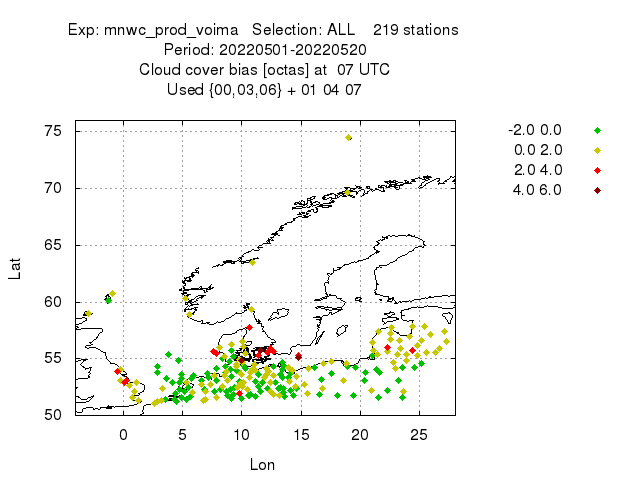 Exp: mnwc_prod_voima   Selection: ALL    219 stations
Period: 20220501-20220520
Cloud cover bias [octas] at  07 UTC
Used {00,03,06} + 01 04 07
-2.0 0.0
0.0 2.0
2.0 4.0
4.0 6.0
Lat
75
70
65
60
55
50
0 5 10 15 20 25
Lon